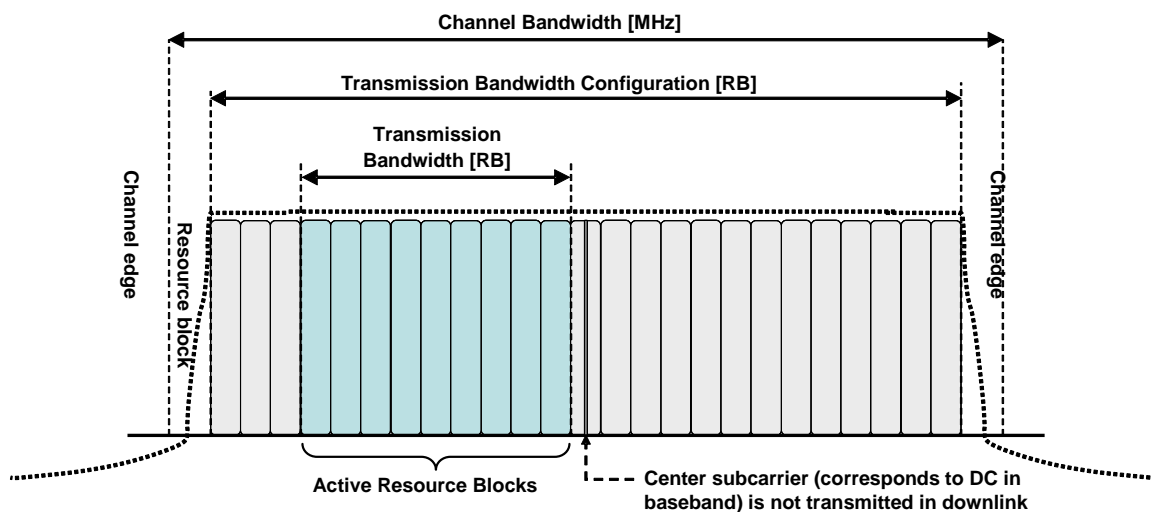 Channel Bandwidth [MHz]
Transmission Bandwidth Configuration [RB]
Transmission
Bandwidth [RB]
Channel edge
Resource block
Channel edge
Active Resource Blocks
Center subcarrier (corresponds to DC in
baseband) is not transmitted in downlink